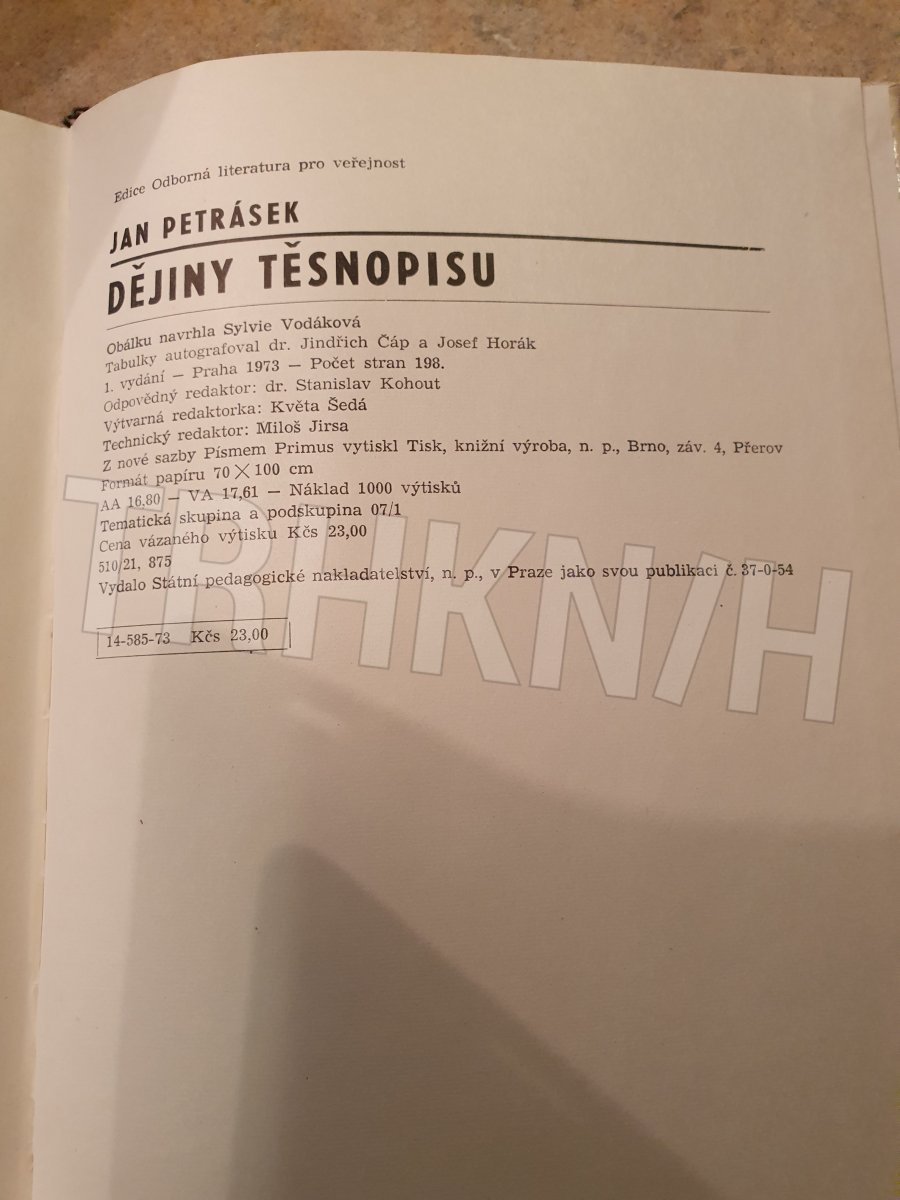 Edice Odborná literatura pro veřejnost
JAN PETRÁSEK
DĚJINY TĚSNOPISU
Obálku navrhla Sylvie Vodáková
Tabulky autografoval dr. Jindřich Čáp a Josef Horák
1. vydání — Praha 1973 — Počet stran 198.
Odpovědný redaktor: dr. Stanislav Kohout
Výtvarná redaktorka: Květa Šedá
Technický redaktor: Miloš Jirsa
Z nové sazby Písmem Primus vytiskl Tisk, knižní výroba, n. p., Brno, záv. 4, Přerov
Formát papíru 70 × 100 cm
AA 16,80 — VA 17,61 — Náklad 1000 výtisků
Tematická skupina a podskupina 07/1
Cena vázaného výtisku Kčs 23,00
510/21, 875
Vydalo Státní pedagogické nakladatelství, n. p., v Praze jako svou publikaci č. 37-0-54
14-585-73 Kčs 23,00
TRHKN/H